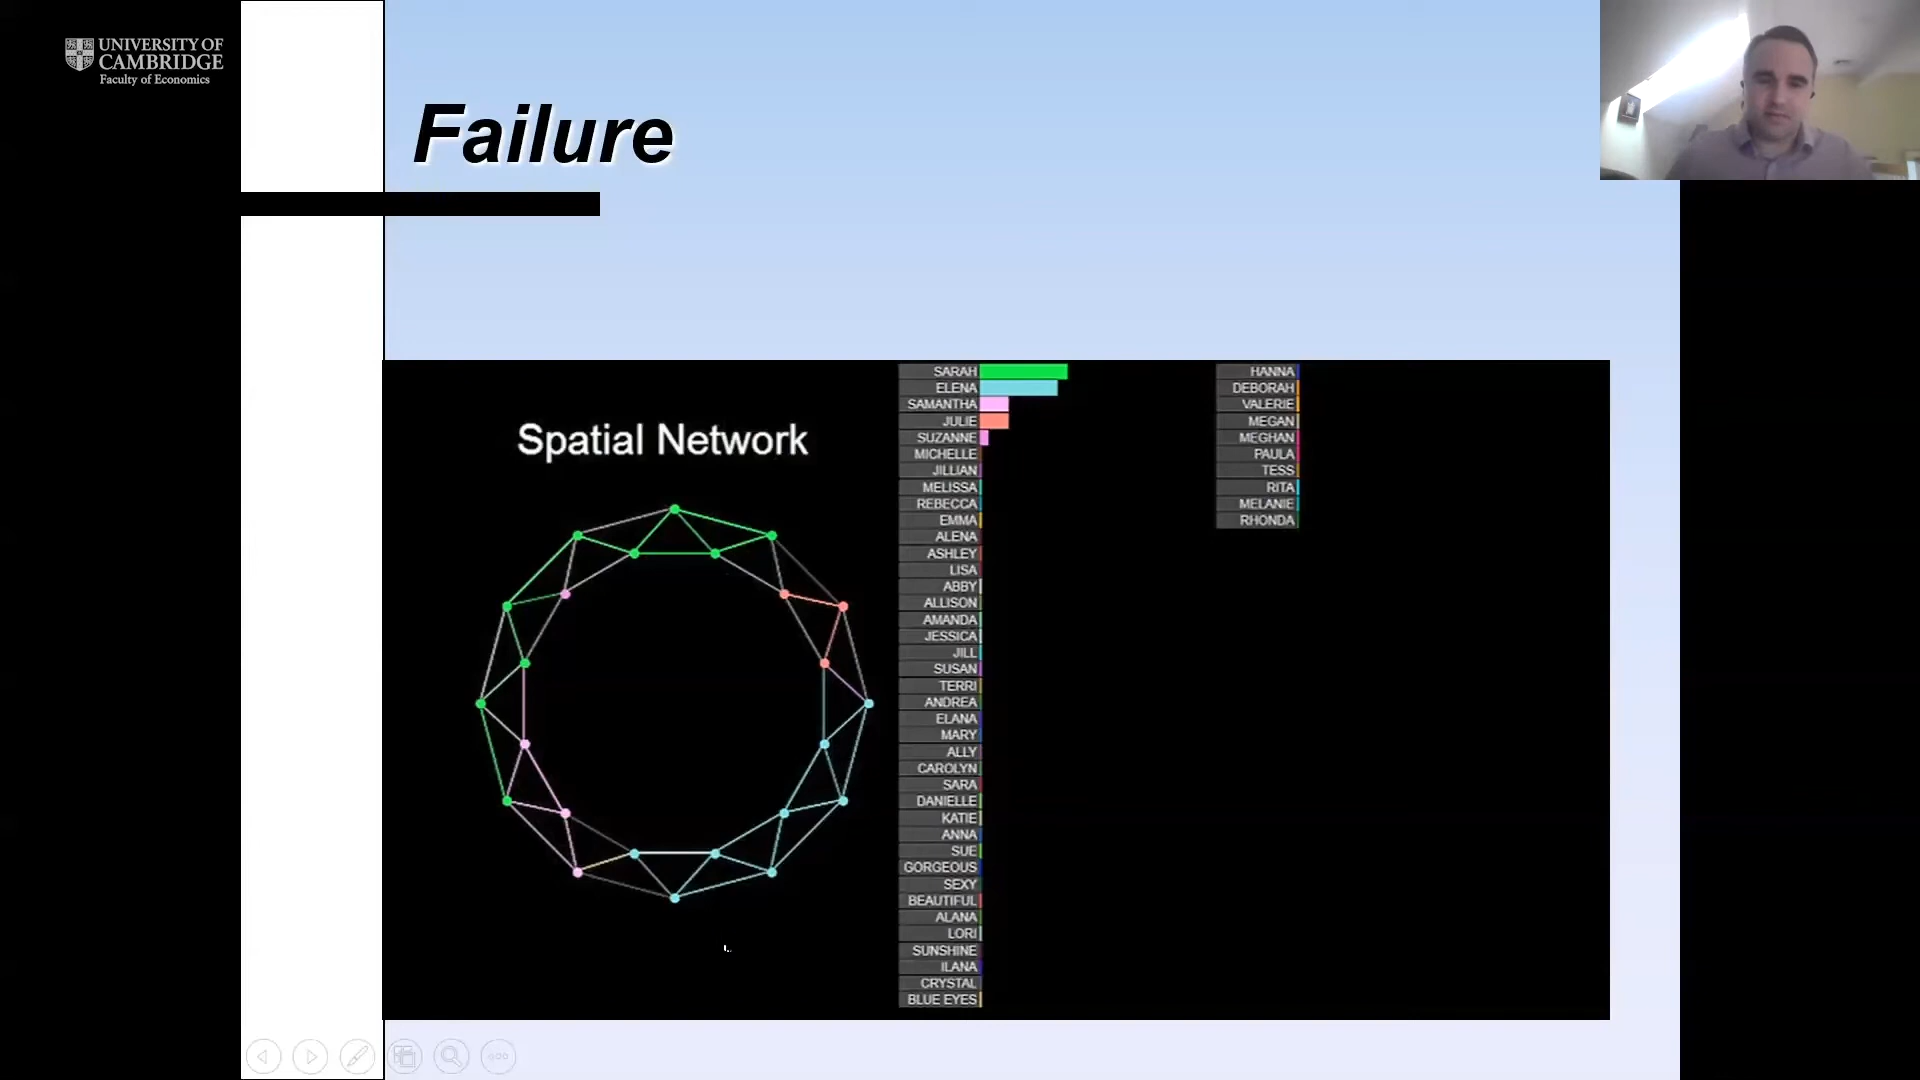 UNIVERSITY OF
CAMBRIDGE
Faculty of Economics
Failure
Spatial Network
SARAH
ELENA
SAMANTHA
JULIE
SUZANNE
MICHELLE
JILLIAN
MELISSA
REBECCA
EMMA
ALENA
ASHLEY
LISA
ABBY
ALLISON
AMANDA
JESSICA
JILL
SUSAN
TERRI
ANDREA
ELANA
MARY
ALLY
CAROLYN
SARA
DANIELLE
KATIE
ANNA
SUE
GORGEOUS
SEXY
BEAUTIFUL
ALANA
LORI
SUNSHINE
ILANA
CRYSTAL
BLUE EYES
HANNA
DEBORAH
VALERIE
MEGAN
MEGHAN
PAULA
TESS
RITA
MELANIE
RHONDA